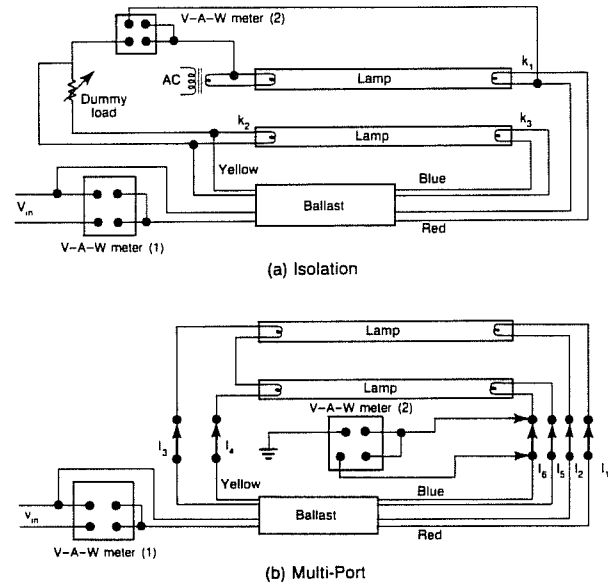 V-A-W meter (2)
AC
Lamp
k₁
Dummy
load
k₂
Lamp
k₃
Yellow
Blue
Ballast
Vin
V-A-W meter (1)
Red
(a) Isolation
Lamp
Lamp
V-A-W meter (2)
I₃
I₄
I₆
I₅
I₂
I₁
Yellow
Blue
vin
Ballast
V-A-W meter (1)
Red
(b) Multi-Port